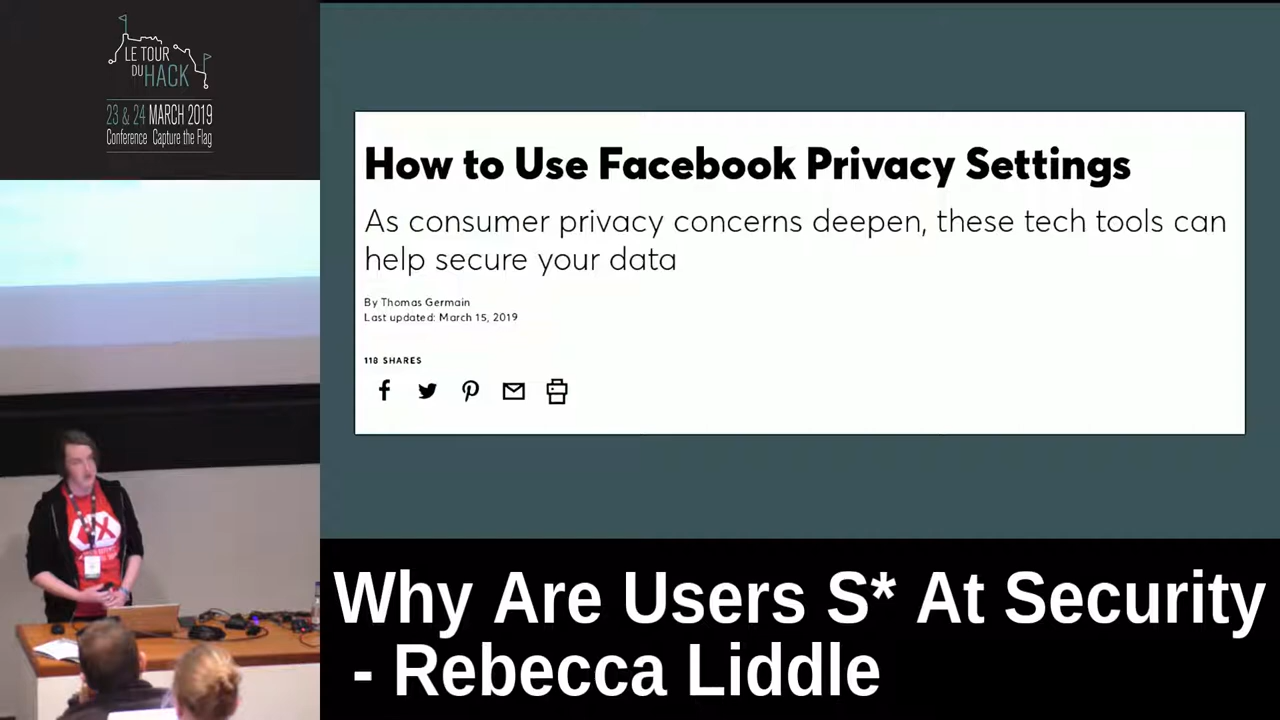 LE TOUR
DU HACK
23 & 24 MARCH 2019
Conference Capture the Flag
How to Use Facebook Privacy Settings
As consumer privacy concerns deepen, these tech tools can
help secure your data
By Thomas Germain
Last updated: March 15, 2019
118 SHARES
Why Are Users S* At Security
- Rebecca Liddle